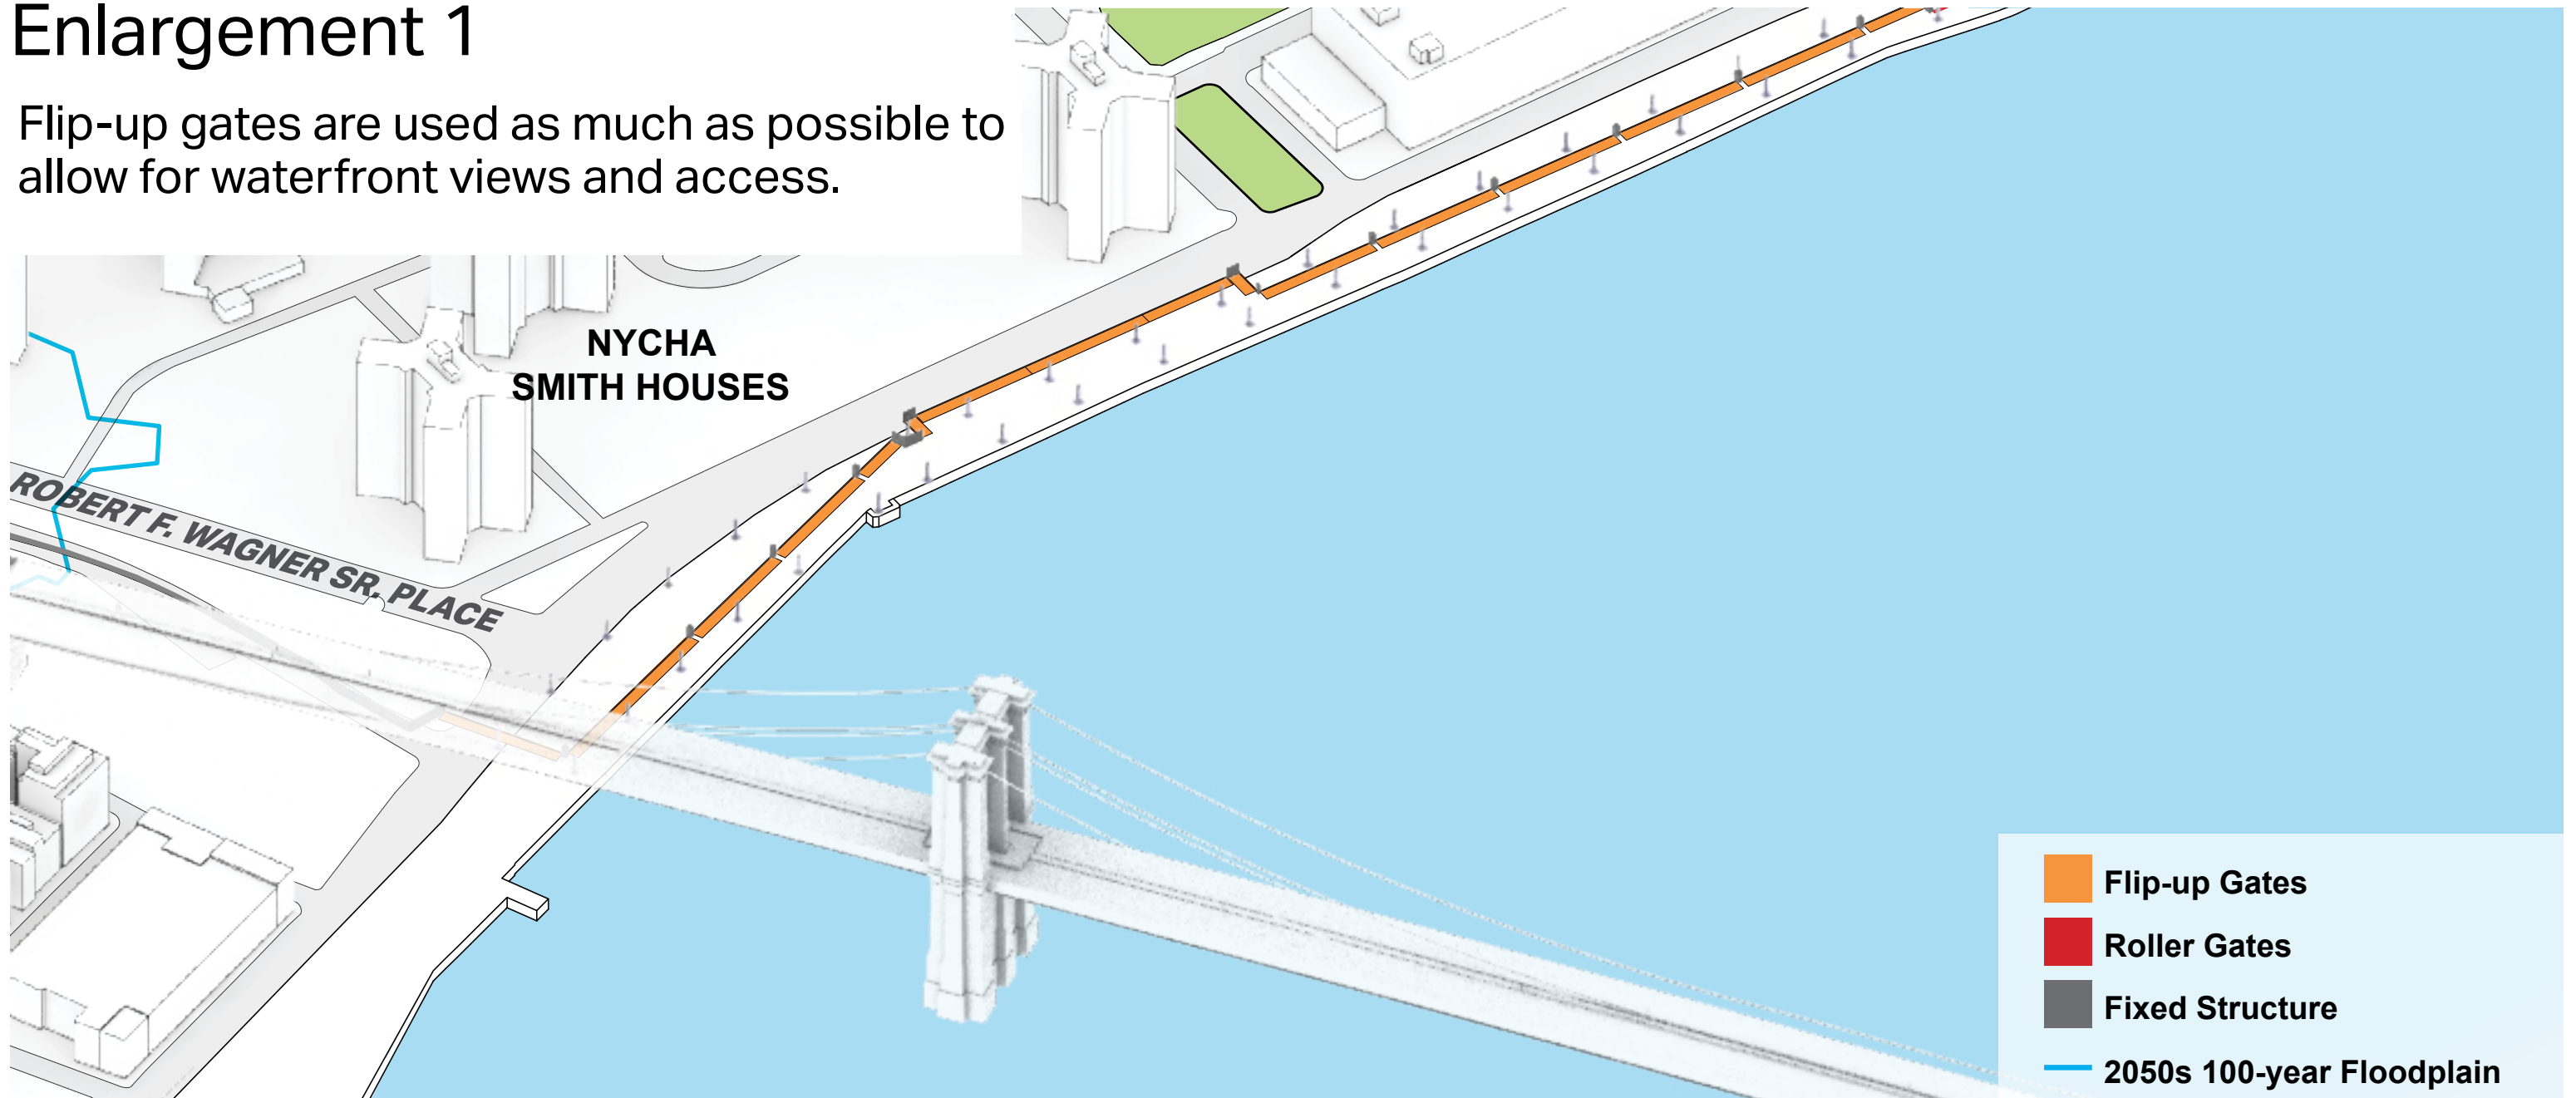 Enlargement 1
Flip-up gates are used as much as possible to
allow for waterfront views and access.
NYCHA
SMITH HOUSES
ROBERT F. WAGNER SR. PLACE
Flip-up Gates
Roller Gates
Fixed Structure
2050s 100-year Floodplain